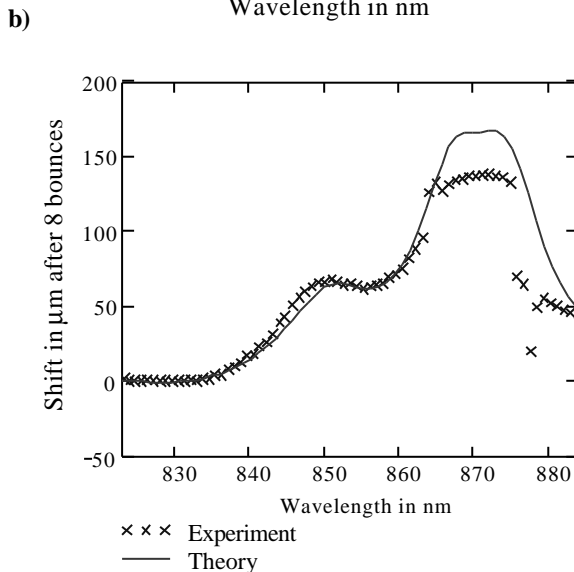 Wavelength in nm
b)
200
150
100
50
0
-50
Shift in µm after 8 bounces
830 840 850 860 870 880
Wavelength in nm
××× Experiment
Theory